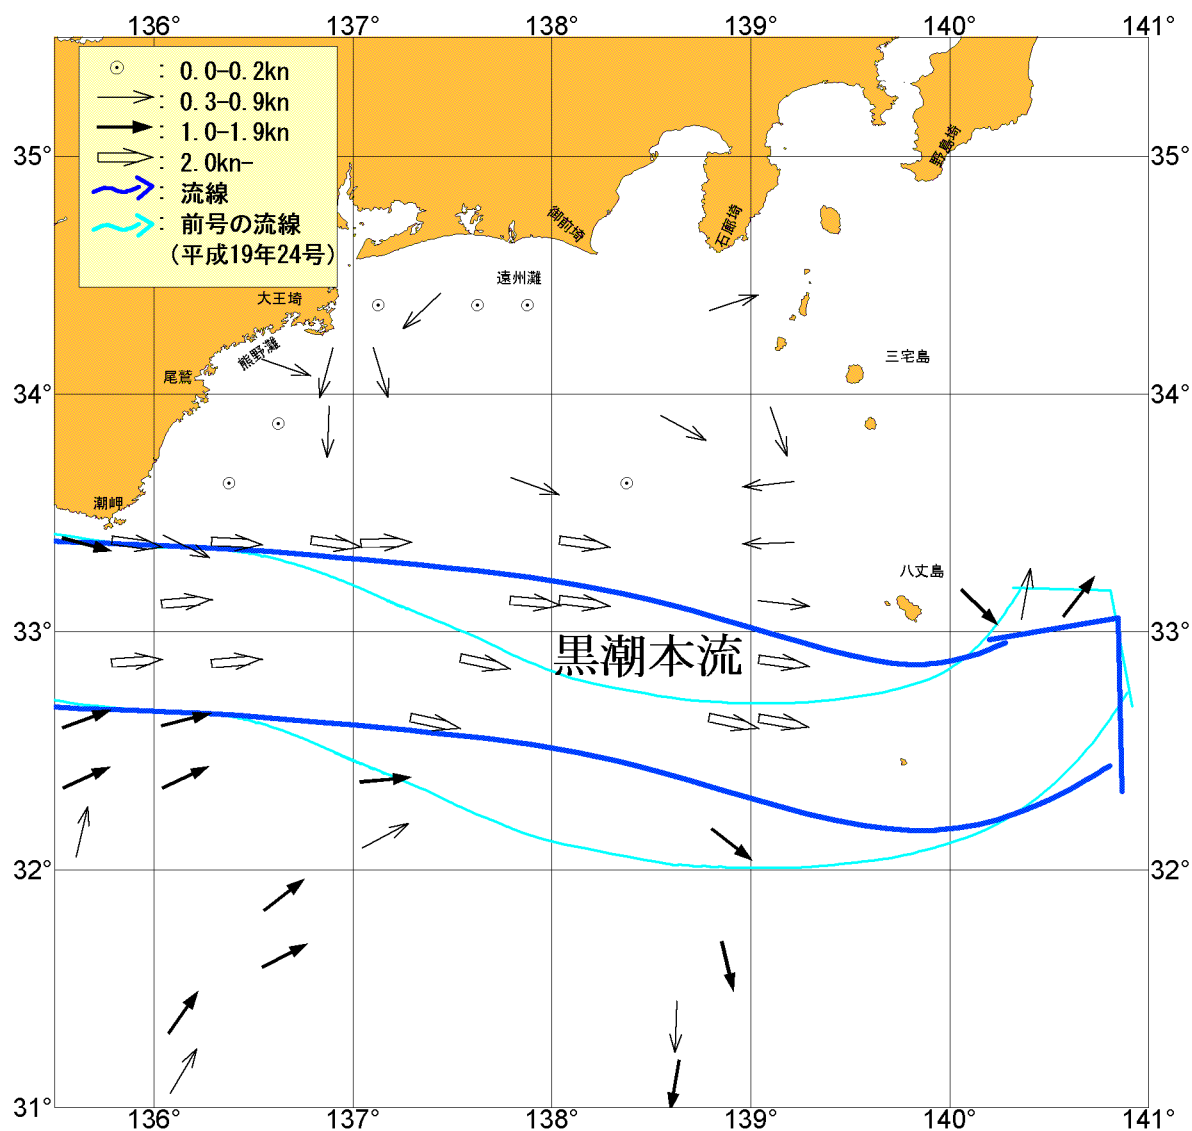 136° 137° 138° 139° 140° 141°
: 0.0-0.2kn
: 0.3-0.9kn
: 1.0-1.9kn
: 2.0kn-
: 流線
: 前号の流線
（平成19年24号）
35° 35°
野島埼
石廊埼
御前埼
遠州灘
大王埼
熊野灘
三宅島
尾鷲
34° 34°
潮岬
八丈島
33° 33°
黒潮本流
32° 32°
31° 31°
136° 137° 138° 139° 140° 141°